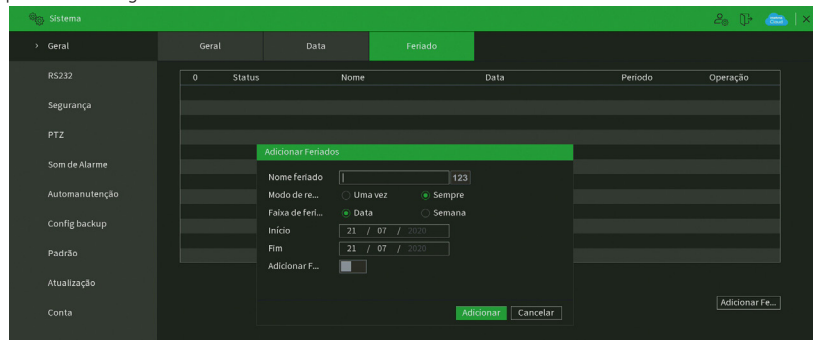 Sistema
Geral
Geral
Data
Feriado
RS232
Segurança
PTZ
Som de Alarme
Automanutenção
Config backup
Padrão
Atualização
Conta
0 Status Nome Data Periodo Operação
Adicionar Feriados
Nome feriado 123
Modo de re... Uma vez Sempre
Faixa de feri... Data Semana
Início 21 / 07 / 2020
Fim 21 / 07 / 2020
Adicionar F...
Adicionar Cancelar
Adicionar Fe...